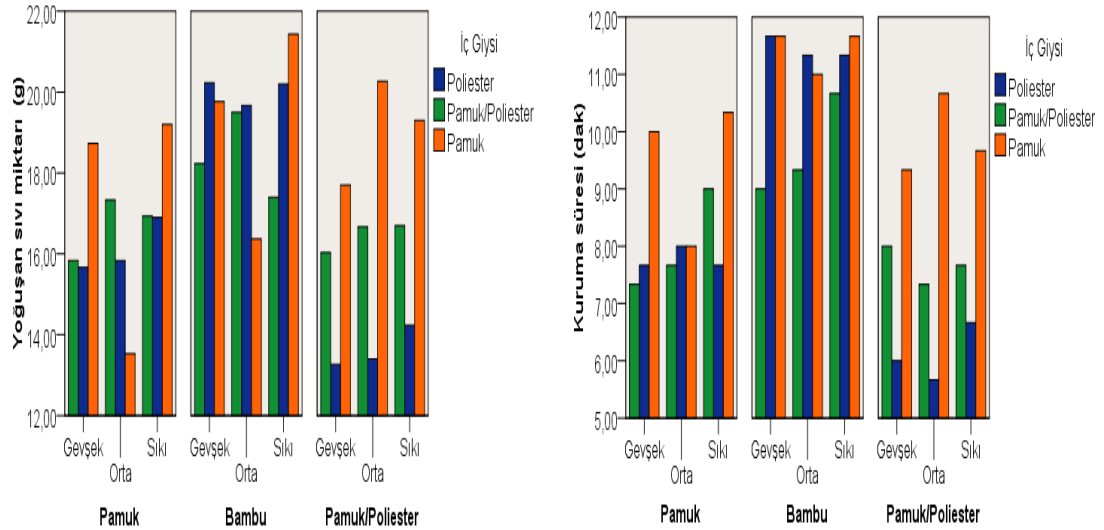 Yoğuşan sıvı miktarı (g)
22,00
20,00
18,00
16,00
14,00
12,00
Gevşek
Orta
Sıkı
Gevşek
Orta
Sıkı
Gevşek
Orta
Sıkı
Pamuk
Bambu
Pamuk/Poliester
İç Giysi
Poliester
Pamuk/Poliester
Pamuk
Kuruma süresi (dak)
12,00
11,00
10,00
9,00
8,00
7,00
6,00
5,00
Gevşek
Orta
Sıkı
Gevşek
Orta
Sıkı
Gevşek
Orta
Sıkı
Pamuk
Bambu
Pamuk/Poliester
İç Giysi
Poliester
Pamuk/Poliester
Pamuk